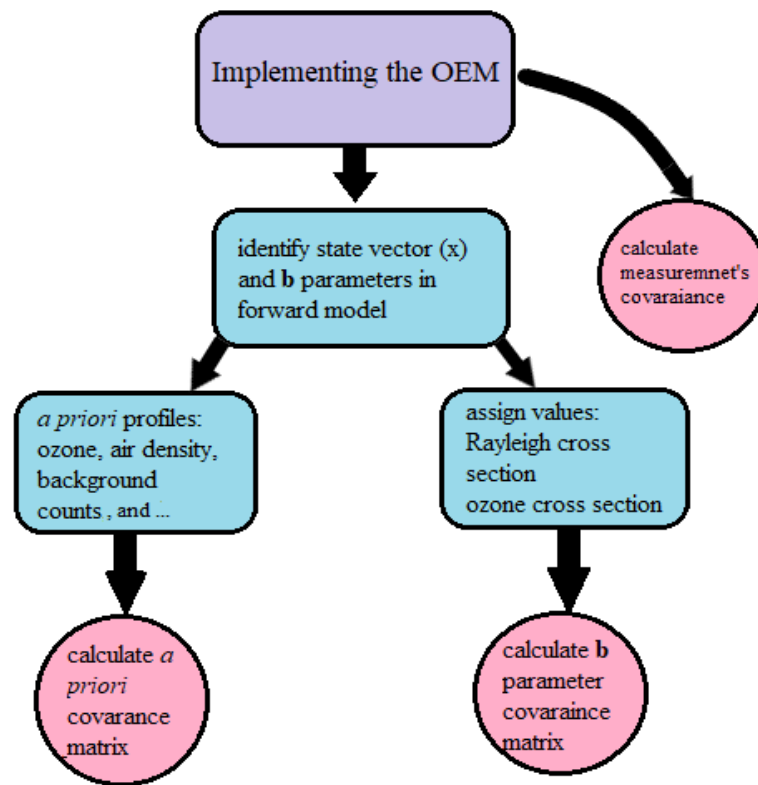 Implementing the OEM
calculate
measuremnet's
covaraiance
identify state vector (x)
and b parameters in
forward model
a priori profiles:
ozone, air density,
background
counts , and ...
assign values:
Rayleigh cross
section
ozone cross section
calculate a
priori
covarance
matrix
calculate b
parameter
covaraince
matrix